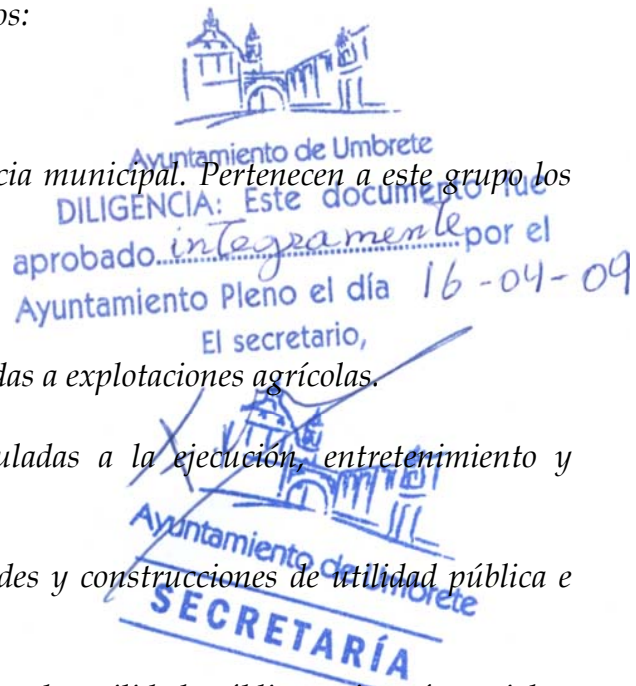 os:
Ayuntamiento de Umbrete
cia municipal. Pertenecen a este grupo los
DILIGENCIA: Este documento fue
aprobado integramente por el
Ayuntamiento Pleno el día 16-04-09
El secretario,
das a explotaciones agrícolas.
uladas a la ejecución, entretenimiento y
Ayuntamiento de Umbrete
des y construcciones de utilidad pública e
SECRETARÍA